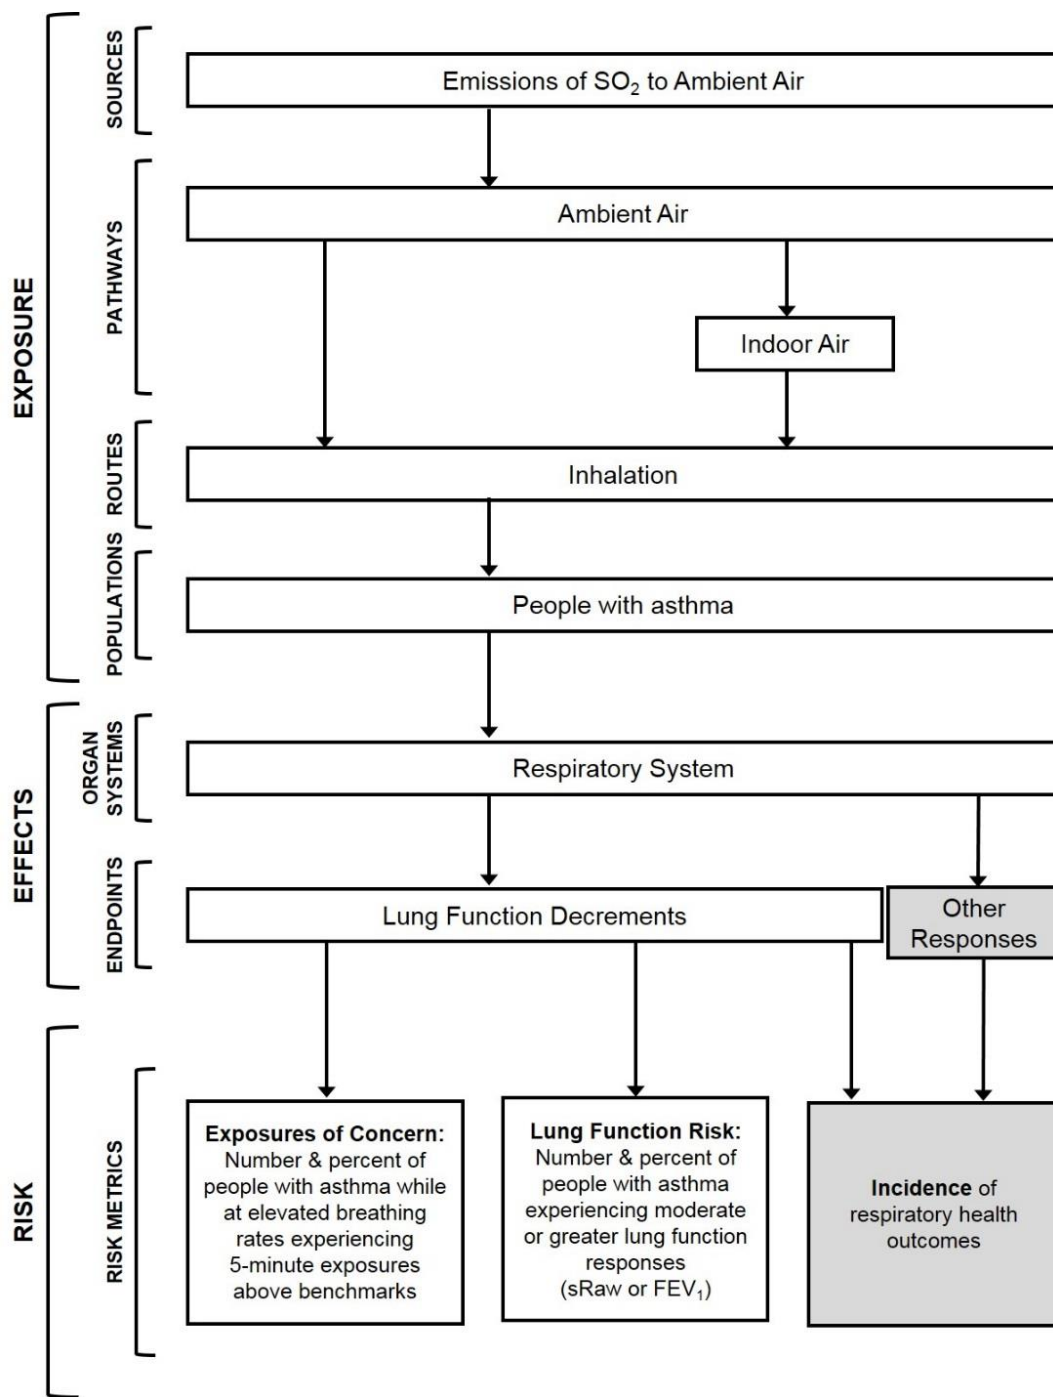 EXPOSURE
SOURCES
Emissions of SO₂ to Ambient Air
PATHWAYS
Ambient Air
Indoor Air
ROUTES
Inhalation
POPULATIONS
People with asthma
EFFECTS
ORGAN
SYSTEMS
Respiratory System
ENDPOINTS
Lung Function Decrements
Other
Responses
RISK
RISK METRICS
Exposures of Concern:
Number & percent of
people with asthma while
at elevated breathing
rates experiencing
5-minute exposures
above benchmarks
Lung Function Risk:
Number & percent of
people with asthma
experiencing moderate
or greater lung function
responses
(sRaw or FEV₁)
Incidence of
respiratory health
outcomes